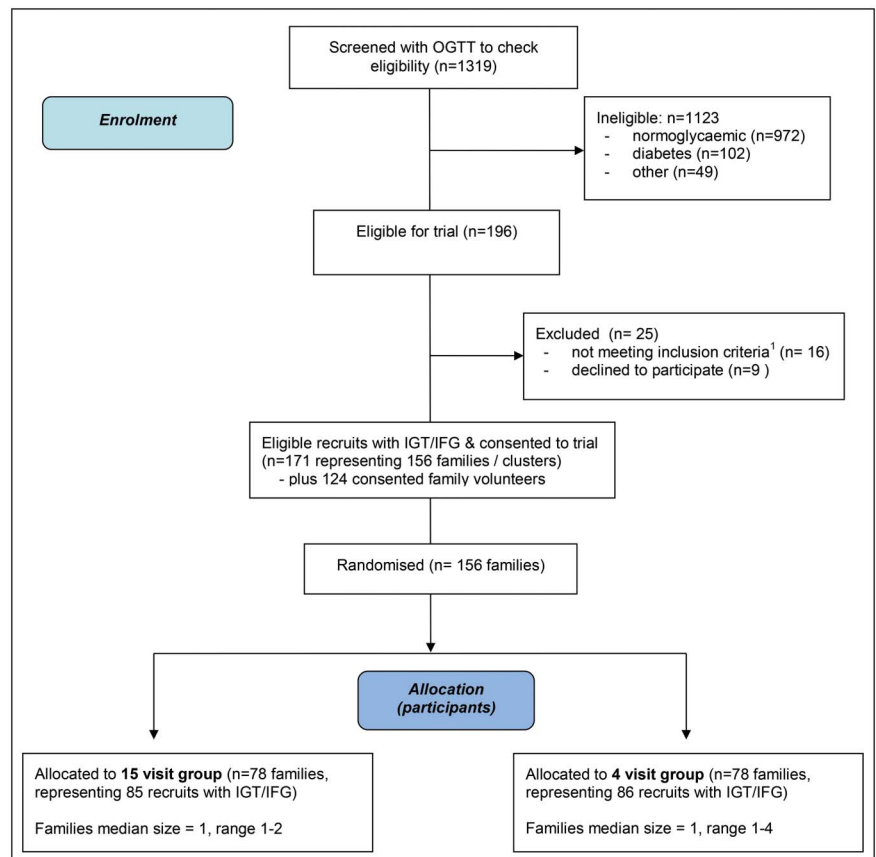 Screened with OGTT to check
eligibility (n=1319)
Enrolment
Ineligible: n=1123
- normoglycaemic (n=972)
- diabetes (n=102)
- other (n=49)
Eligible for trial (n=196)
Excluded (n= 25)
- not meeting inclusion criteria¹ (n= 16)
- declined to participate (n=9 )
Eligible recruits with IGT/IFG & consented to trial
(n=171 representing 156 families / clusters)
- plus 124 consented family volunteers
Randomised (n= 156 families)
Allocation
(participants)
Allocated to 15 visit group (n=78 families,
representing 85 recruits with IGT/IFG)
Families median size = 1, range 1-2
Allocated to 4 visit group (n=78 families,
representing 86 recruits with IGT/IFG)
Families median size = 1, range 1-4